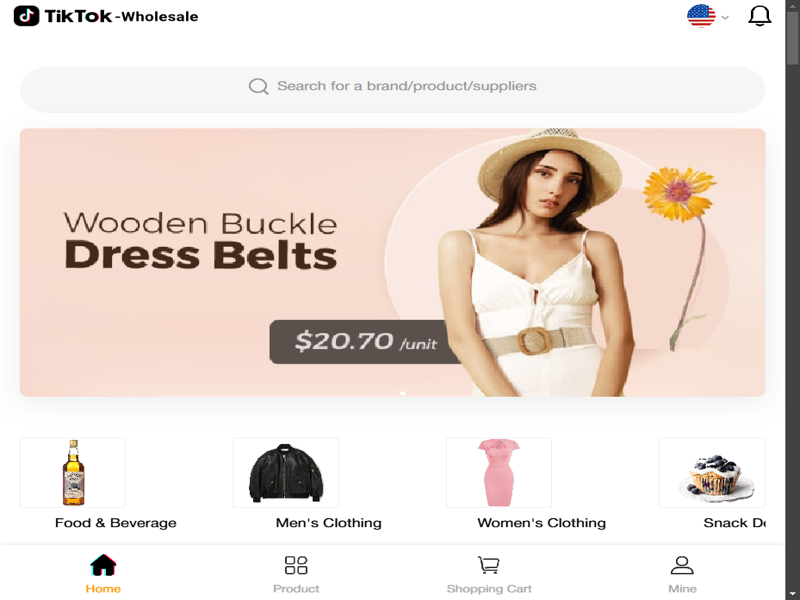 TikTok -Wholesale
Search for a brand/product/suppliers
Wooden Buckle
Dress Belts
$20.70 /unit
Food & Beverage
Men's Clothing
Women's Clothing
Snack De
Home
Product
Shopping Cart
Mine